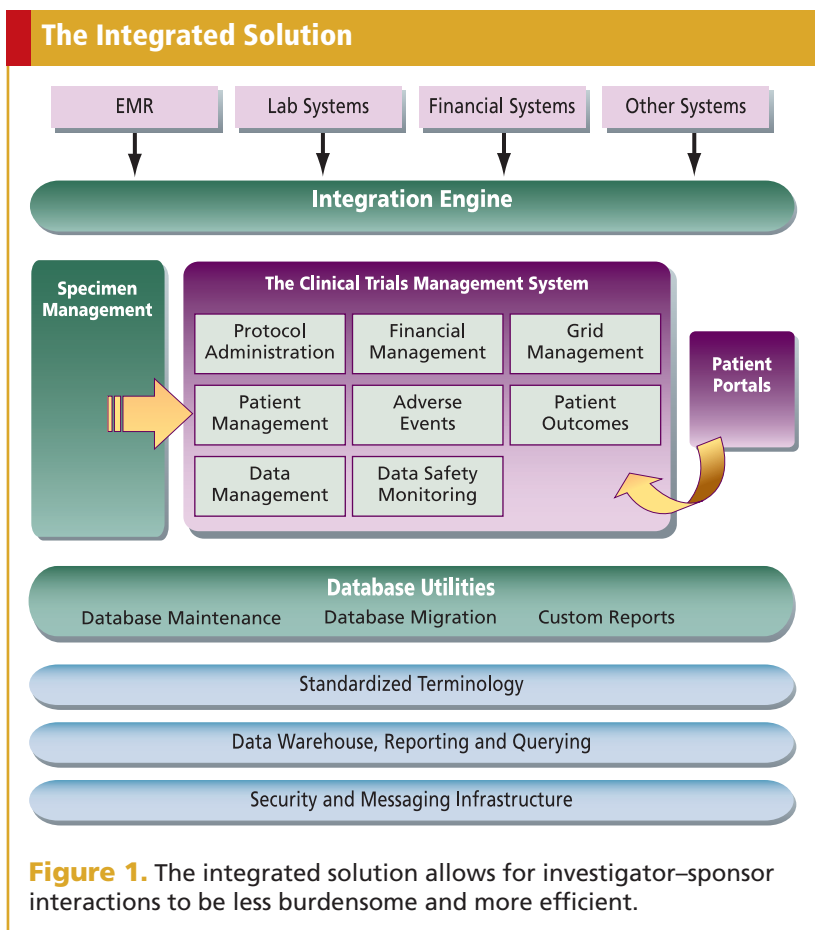 The Integrated Solution
EMR
Lab Systems
Financial Systems
Other Systems
Integration Engine
Specimen
Management
The Clinical Trials Management System
Protocol
Administration
Financial
Management
Grid
Management
Patient
Management
Adverse
Events
Patient
Outcomes
Data
Management
Data Safety
Monitoring
Patient
Portals
Database Utilities
Database Maintenance
Database Migration
Custom Reports
Standardized Terminology
Data Warehouse, Reporting and Querying
Security and Messaging Infrastructure
Figure 1. The integrated solution allows for investigator–sponsor
interactions to be less burdensome and more efficient.